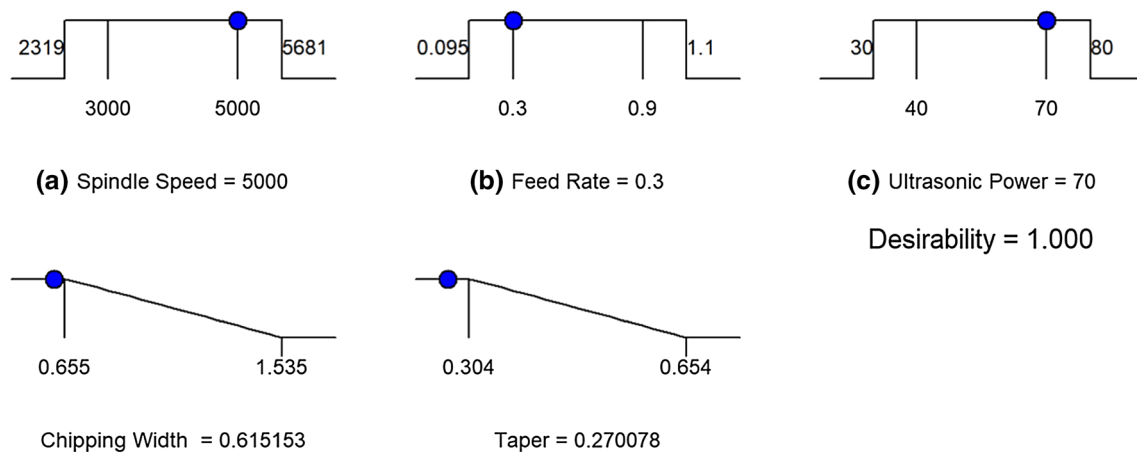 2319 5681 0.095 1.1 30 80
3000 5000 0.3 0.9 40 70
(a) Spindle Speed = 5000 (b) Feed Rate = 0.3 (c) Ultrasonic Power = 70
Desirability = 1.000
0.655 1.535 0.304 0.654
Chipping Width = 0.615153 Taper = 0.270078